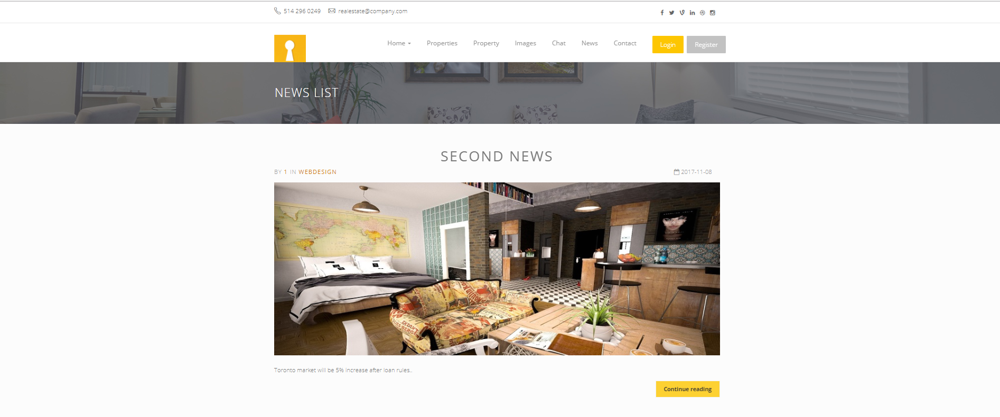 514 296 0249 realestate@company.com
Home Properties Property Images Chat News Contact Login Register
NEWS LIST
SECOND NEWS
BY 1 IN WEBDESIGN 2017-11-08
Toronto market will be 5% increase after loan rules..
Continue reading